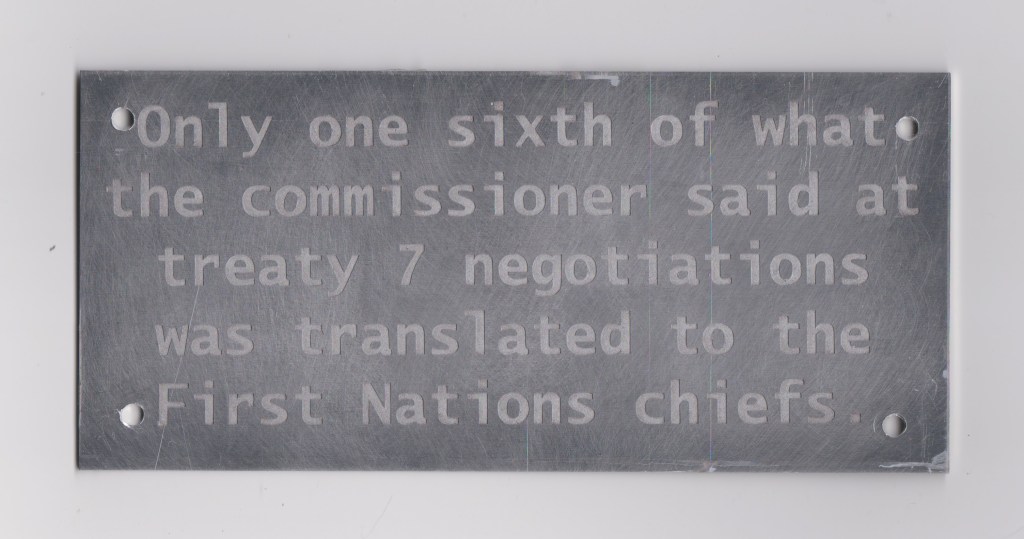 Only one sixth of what
the commissioner said at
treaty 7 negotiations
was translated to the
First Nations chiefs.